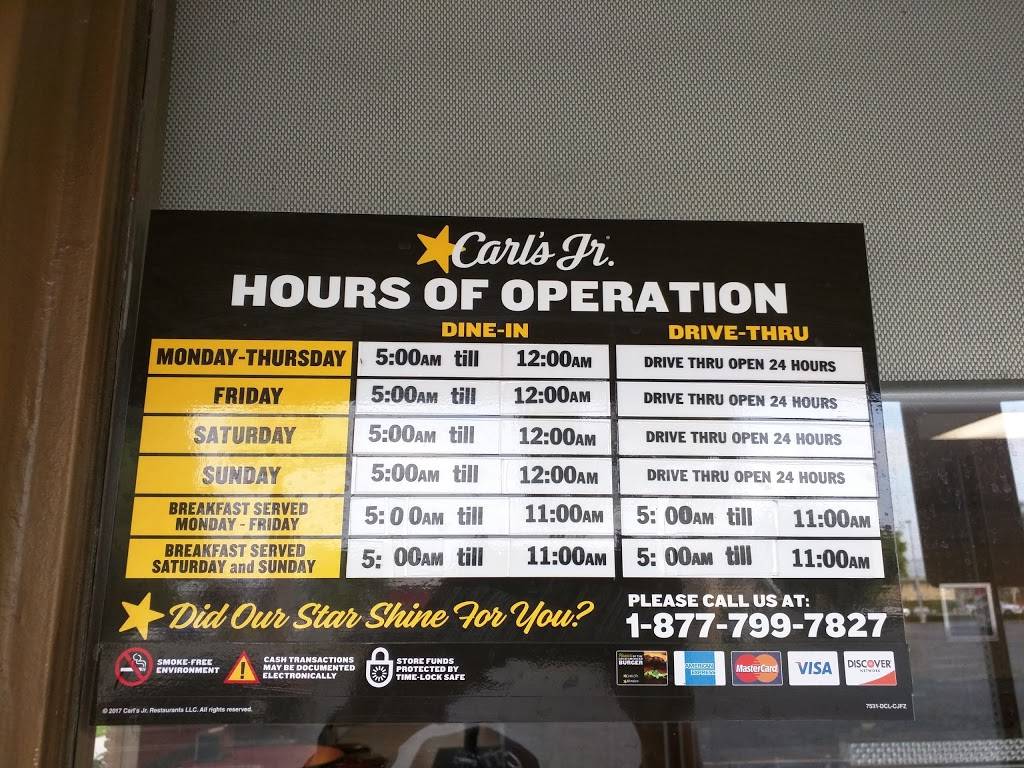 Carl's Jr.
HOURS OF OPERATION
DINE-IN DRIVE-THRU
MONDAY-THURSDAY 5:00AM till 12:00AM DRIVE THRU OPEN 24 HOURS
FRIDAY 5:00AM till 12:00AM DRIVE THRU OPEN 24 HOURS
SATURDAY 5:00AM till 12:00AM DRIVE THRU OPEN 24 HOURS
SUNDAY 5:00AM till 12:00AM DRIVE THRU OPEN 24 HOURS
BREAKFAST SERVED
MONDAY - FRIDAY 5:00AM till 11:00AM 5:00AM till 11:00AM
BREAKFAST SERVED
SATURDAY and SUNDAY 5:00AM till 11:00AM 5:00AM till 11:00AM
Did Our Star Shine For You?
PLEASE CALL US AT:
1-877-799-7827
SMOKE-FREE
ENVIRONMENT
CASH TRANSACTIONS
MAY BE DOCUMENTED
ELECTRONICALLY
STORE FUNDS
PROTECTED BY
TIME-LOCK SAFE
BURGER
AMERICAN
EXPRESS
MasterCard
VISA
DISCOVER
© 2017 Carl's Jr. Restaurants LLC. All rights reserved.
7531-DCL-CJFZ